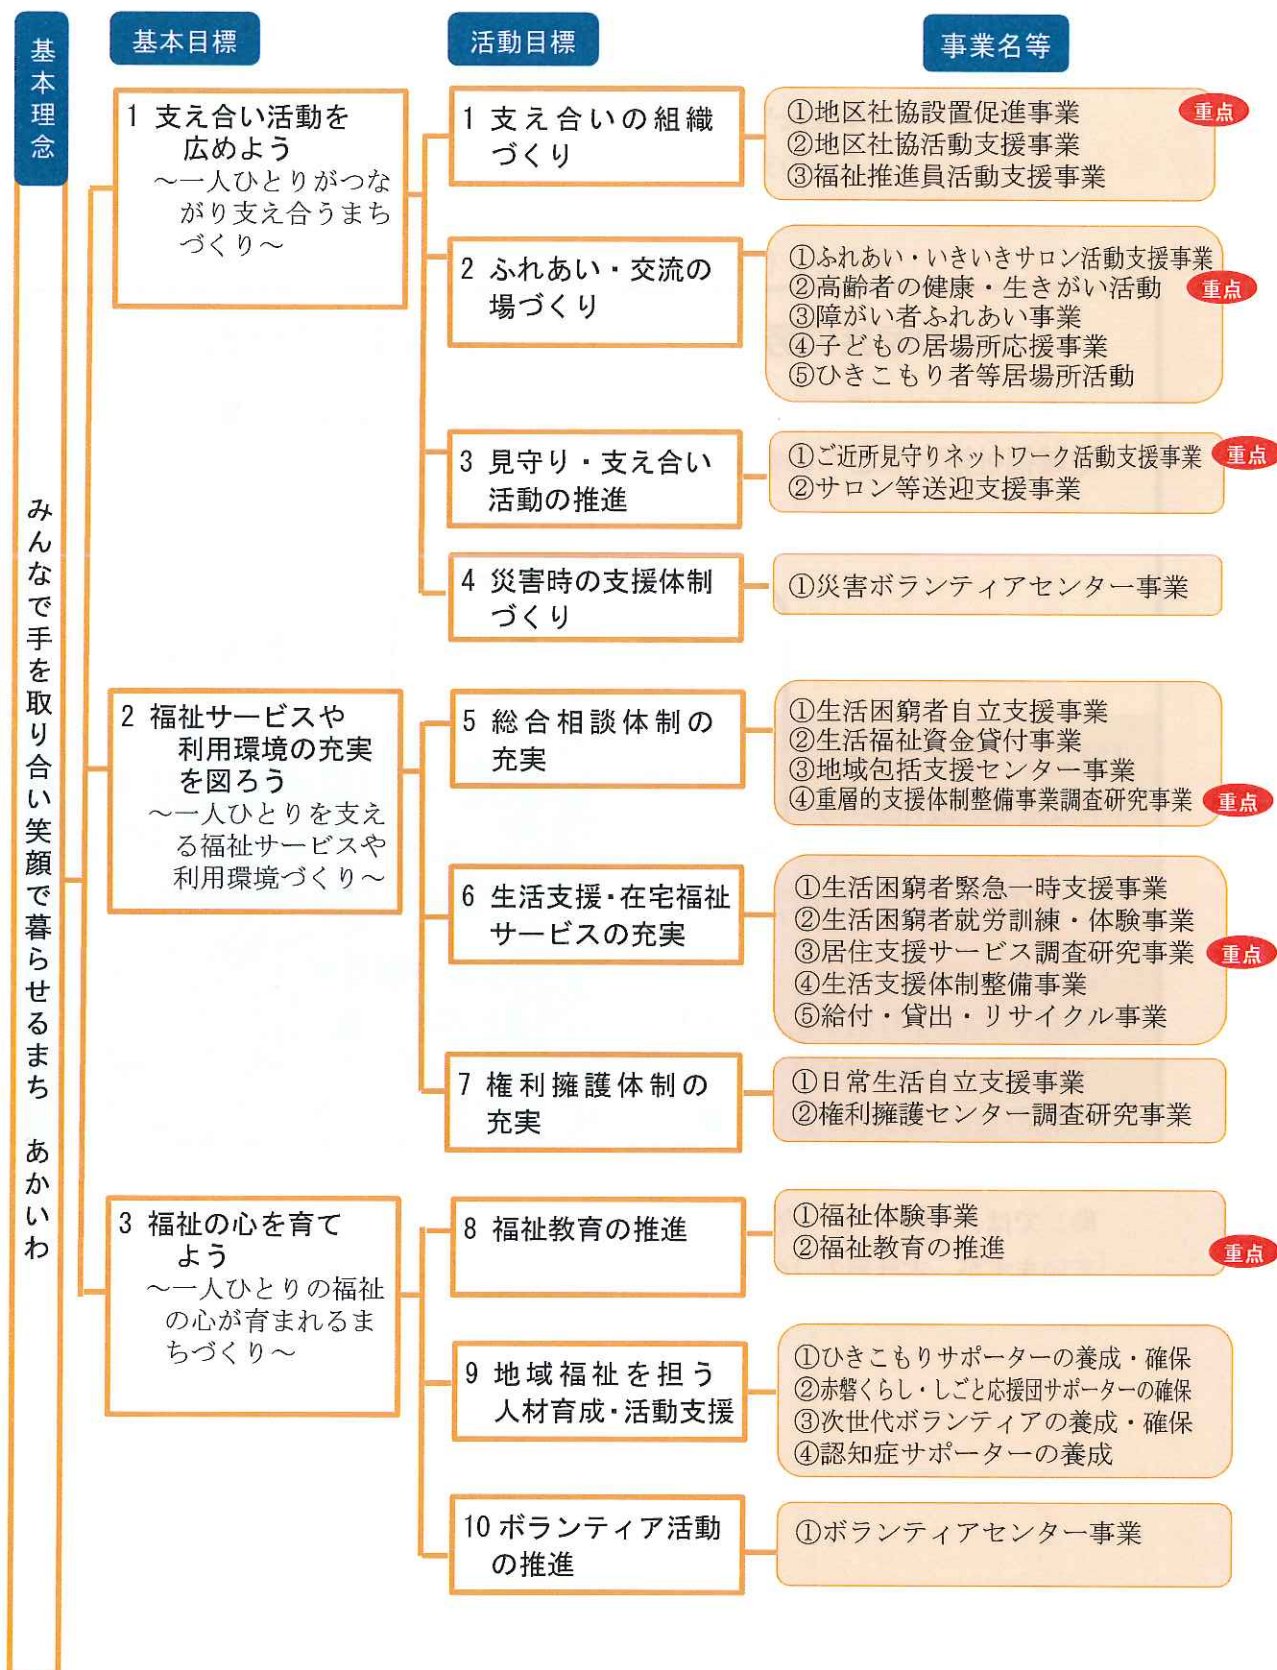 基本理念
基本目標
活動目標
事業名等
みんなで手を取り合い笑顔で暮らせるまち　あかいわ
1 支え合い活動を
広めよう
～一人ひとりがつな
がり支え合うまち
づくり～
1 支え合いの組織
づくり
①地区社協設置促進事業 重点
②地区社協活動支援事業
③福祉推進員活動支援事業
2 ふれあい・交流の
場づくり
①ふれあい・いきいきサロン活動支援事業
②高齢者の健康・生きがい活動 重点
③障がい者ふれあい事業
④子どもの居場所応援事業
⑤ひきこもり者等居場所活動
3 見守り・支え合い
活動の推進
①ご近所見守りネットワーク活動支援事業 重点
②サロン等送迎支援事業
4 災害時の支援体制
づくり
①災害ボランティアセンター事業
2 福祉サービスや
利用環境の充実
を図ろう
～一人ひとりを支え
る福祉サービスや
利用環境づくり～
5 総合相談体制の
充実
①生活困窮者自立支援事業
②生活福祉資金貸付事業
③地域包括支援センター事業
④重層的支援体制整備事業調査研究事業 重点
6 生活支援・在宅福祉
サービスの充実
①生活困窮者緊急一時支援事業
②生活困窮者就労訓練・体験事業
③居住支援サービス調査研究事業 重点
④生活支援体制整備事業
⑤給付・貸出・リサイクル事業
7 権利擁護体制の
充実
①日常生活自立支援事業
②権利擁護センター調査研究事業
3 福祉の心を育て
よう
～一人ひとりの福祉
の心が育まれるま
ちづくり～
8 福祉教育の推進
①福祉体験事業
②福祉教育の推進 重点
9 地域福祉を担う
人材育成・活動支援
①ひきこもりサポーターの養成・確保
②赤磐くらし・しごと応援団サポーターの確保
③次世代ボランティアの養成・確保
④認知症サポーターの養成
10 ボランティア活動
の推進
①ボランティアセンター事業